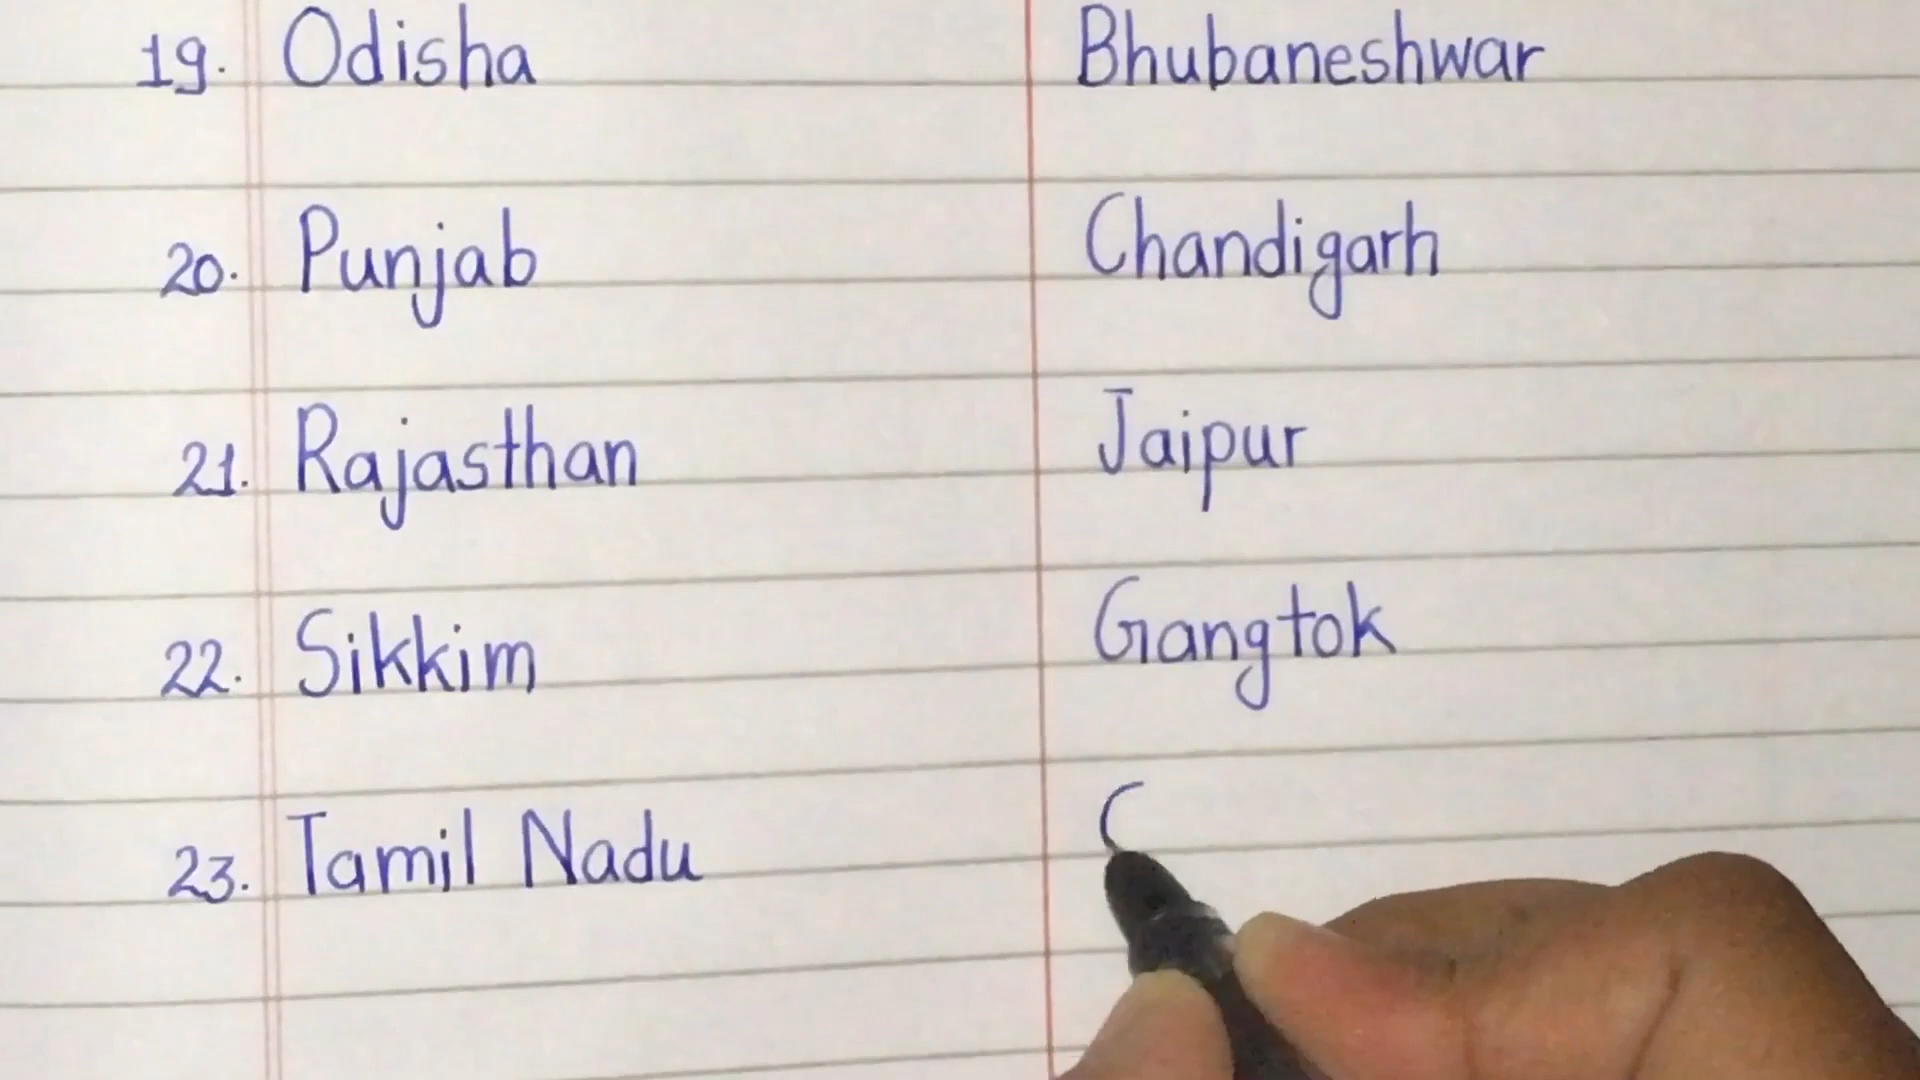 19. Odisha Bhubaneshwar
20. Punjab Chandigarh
21. Rajasthan Jaipur
22. Sikkim Gangtok
23. Tamil Nadu C